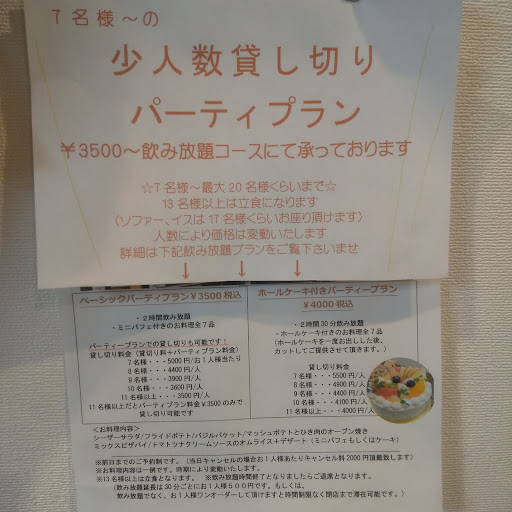 7名様〜の
少人数貸し切り
パーティプラン
￥3500〜飲み放題コースにて承っております
☆7名様〜最大20名様くらいまで☆
13名様以上は立食になります
(ソファー、イスは17名様くらいお座り頂けます)
人数により価格は変動いたします
詳細は下記飲み放題プランをご覧下さいませ
↓ ↓ ↓
ベーシックパーティプラン￥3500税込
・2時間飲み放題
・ミニパフェ付きのお料理全7品
パーティープランでの貸し切りも可能です！
貸し切り料金(貸切り料+パーティプラン料金)
7名様・・・5000円/お1人様当たり
8名様・・・4400円/人
9名様・・・3900円/人
10名様・・・3600円/人
11名様以上・・・3500円/人
11名様以上だとパーティプラン料金￥3500のみで
貸し切り可能です
ホールケーキ付きパーティープラン
￥4000税込
・2時間30分飲み放題
・ホールケーキ付きのお料理全7品
(ホールケーキを一度お出しした後、
カットしてご提供させて頂きます。)
貸し切り料金
7名様・・・5500円/人
8名様・・・4900円/人
9名様・・・4400円/人
10名様・・・4100円/人
11名様以上・・・4000円/人
＜お料理内容＞
シーザーサラダ/フライドポテト/バジルバケット/マッシュポテトとひき肉のオーブン焼き
ミックスピザパイ/トマトツナクリームソースのオムライス+デザート（ミニパフェもしくはケーキ）
※前日までのご予約制です。（当日キャンセルの場合お1人様あたりキャンセル料2000円頂戴致します）
※お料理内容は一例です。時期により変動いたします。
※13名様以上は立食となります。 ※飲み放題時間終了となりましたらご退席となります。
（飲み放題延長は30分ごとにお1人様500円です。もしくは、
飲み放題でなく、お1人様ワンオーダーして頂けますと時間制限なく閉店まで滞在可能です。）